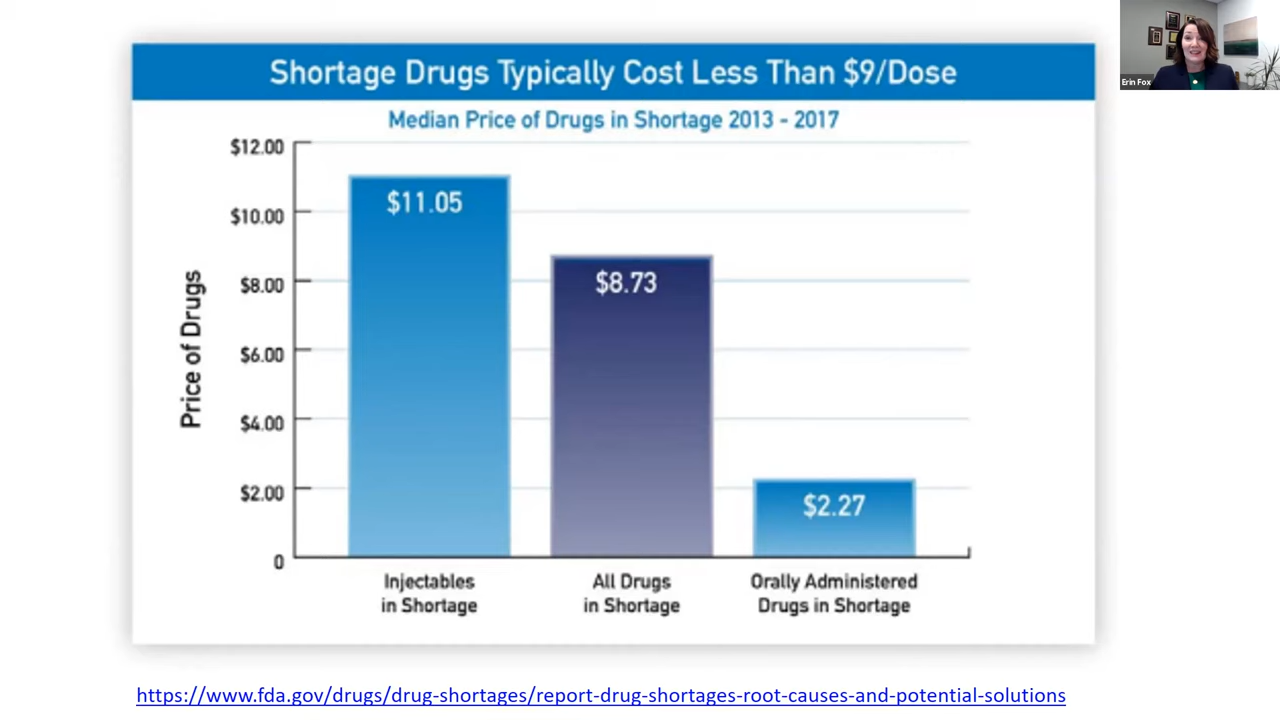 Shortage Drugs Typically Cost Less Than $9/Dose
Median Price of Drugs in Shortage 2013 - 2017
$12.00
$10.00
$8.00
$6.00
$4.00
$2.00
0
Price of Drugs
$11.05
$8.73
$2.27
Injectables
in Shortage
All Drugs
in Shortage
Orally Administered
Drugs in Shortage
https://www.fda.gov/drugs/drug-shortages/report-drug-shortages-root-causes-and-potential-solutions
Erin Fox